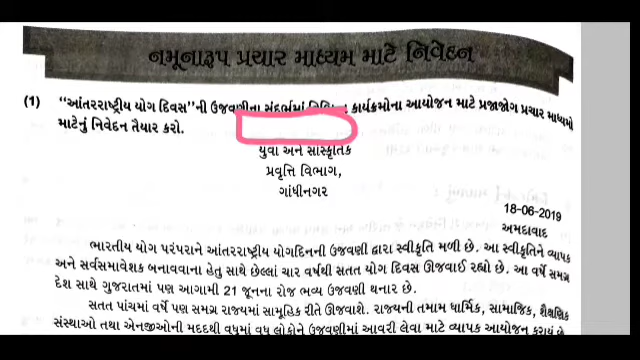 નમૂનારૂપ પ્રચાર માધ્યમ માટે નિવેદન
(1) "આંતરરાષ્ટ્રીય યોગ દિવસ"ની ઉજવણીના સંદર્ભમાં કાર્યક્રમોના આયોજન માટે પ્રજાજોગ પ્રચાર માધ્યમો
માટેનું નિવેદન તૈયાર કરો.
યુવા અને સાંસ્કૃતિક
પ્રવૃત્તિ વિભાગ,
ગાંધીનગર
18-06-2019
અમદાવાદ
ભારતીય યોગ પરંપરાને આંતરરાષ્ટ્રીય યોગદિનની ઉજવણી દ્વારા સ્વીકૃતિ મળી છે. આ સ્વીકૃતિને વ્યાપક
અને સર્વસમાવેશક બનાવવાના હેતુ સાથે છેલ્લાં ચાર વર્ષથી સતત યોગ દિવસ ઊજવાઈ રહ્યો છે. આ વર્ષે સમગ્ર
દેશ સાથે ગુજરાતમાં પણ આગામી 21 જૂનના રોજ ભવ્ય ઉજવણી થનાર છે.
સતત પાંચમાં વર્ષે પણ સમગ્ર રાજ્યમાં સામૂહિક રીતે ઊજવાશે. રાજ્યની તમામ ધાર્મિક, સામાજિક, શૈક્ષણિક
સંસ્થાઓ તથા એનજીઓની મદદથી વધુમાં વધુ લોકોને ઉજવણીમાં આવરી લેવા માટે વ્યાપક આયોજન કરાયું છે.